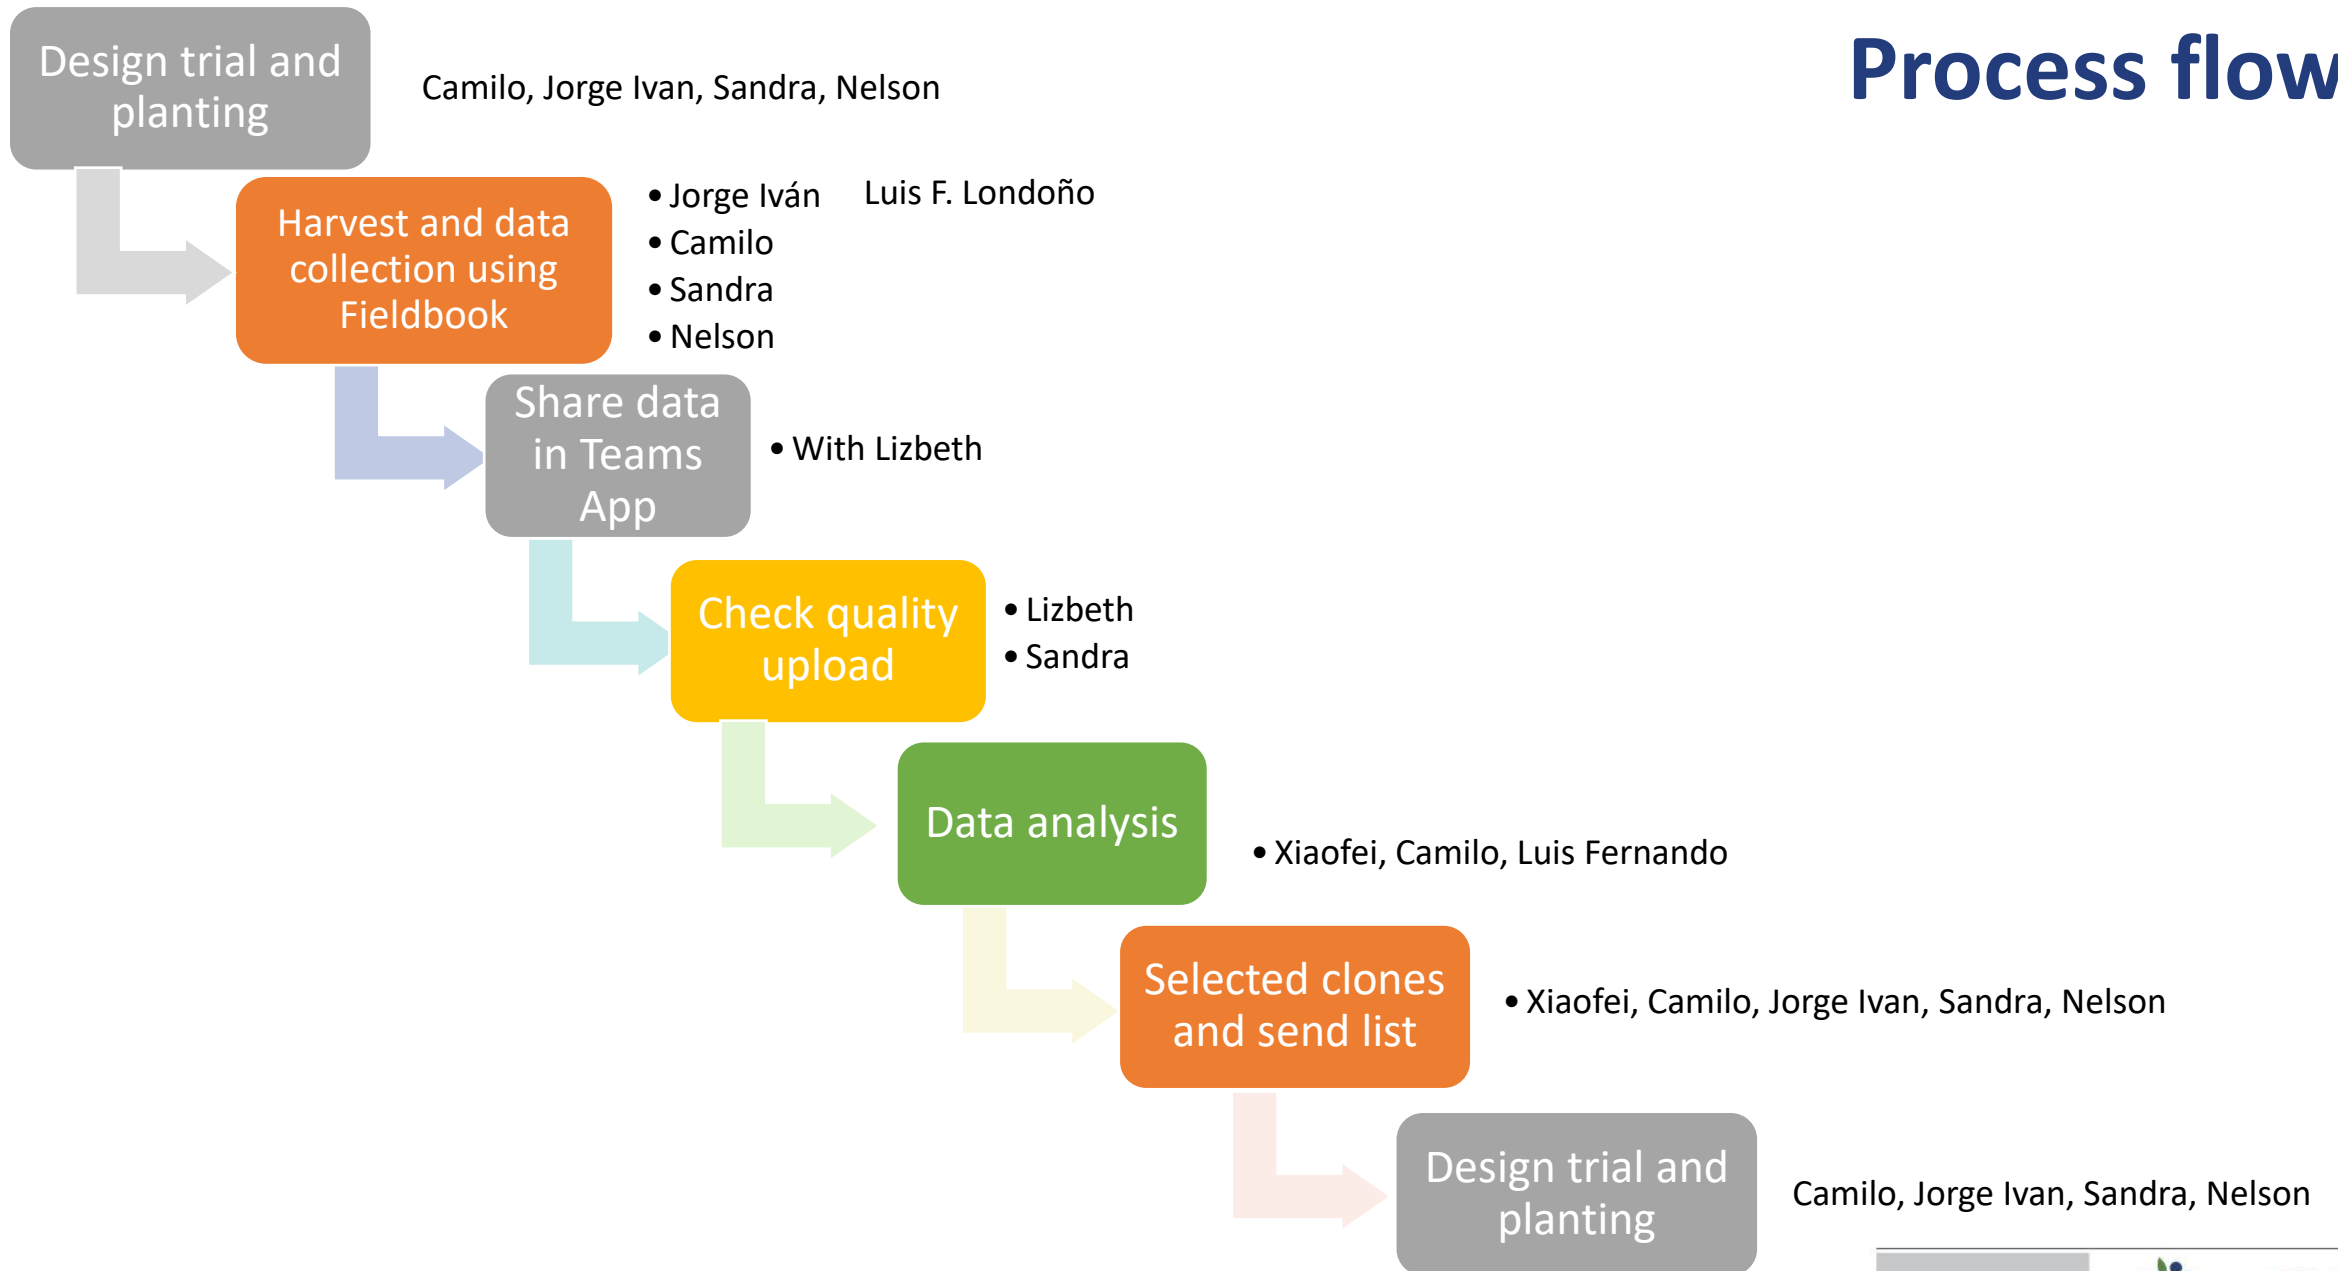 Process flow
Design trial and
planting
Camilo, Jorge Ivan, Sandra, Nelson
Harvest and data
collection using
Fieldbook
• Jorge Iván
Luis F. Londoño
• Camilo
• Sandra
• Nelson
Share data
in Teams
App
• With Lizbeth
Check quality
upload
• Lizbeth
• Sandra
Data analysis
• Xiaofei, Camilo, Luis Fernando
Selected clones
and send list
• Xiaofei, Camilo, Jorge Ivan, Sandra, Nelson
Design trial and
planting
Camilo, Jorge Ivan, Sandra, Nelson